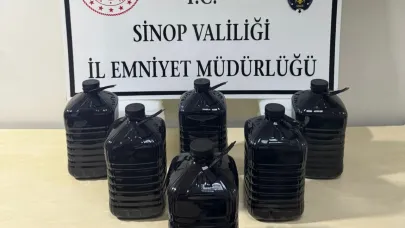 T.C.
SİNOP VALİLİĞİ
İL EMNİYET MÜDÜRLÜĞÜ